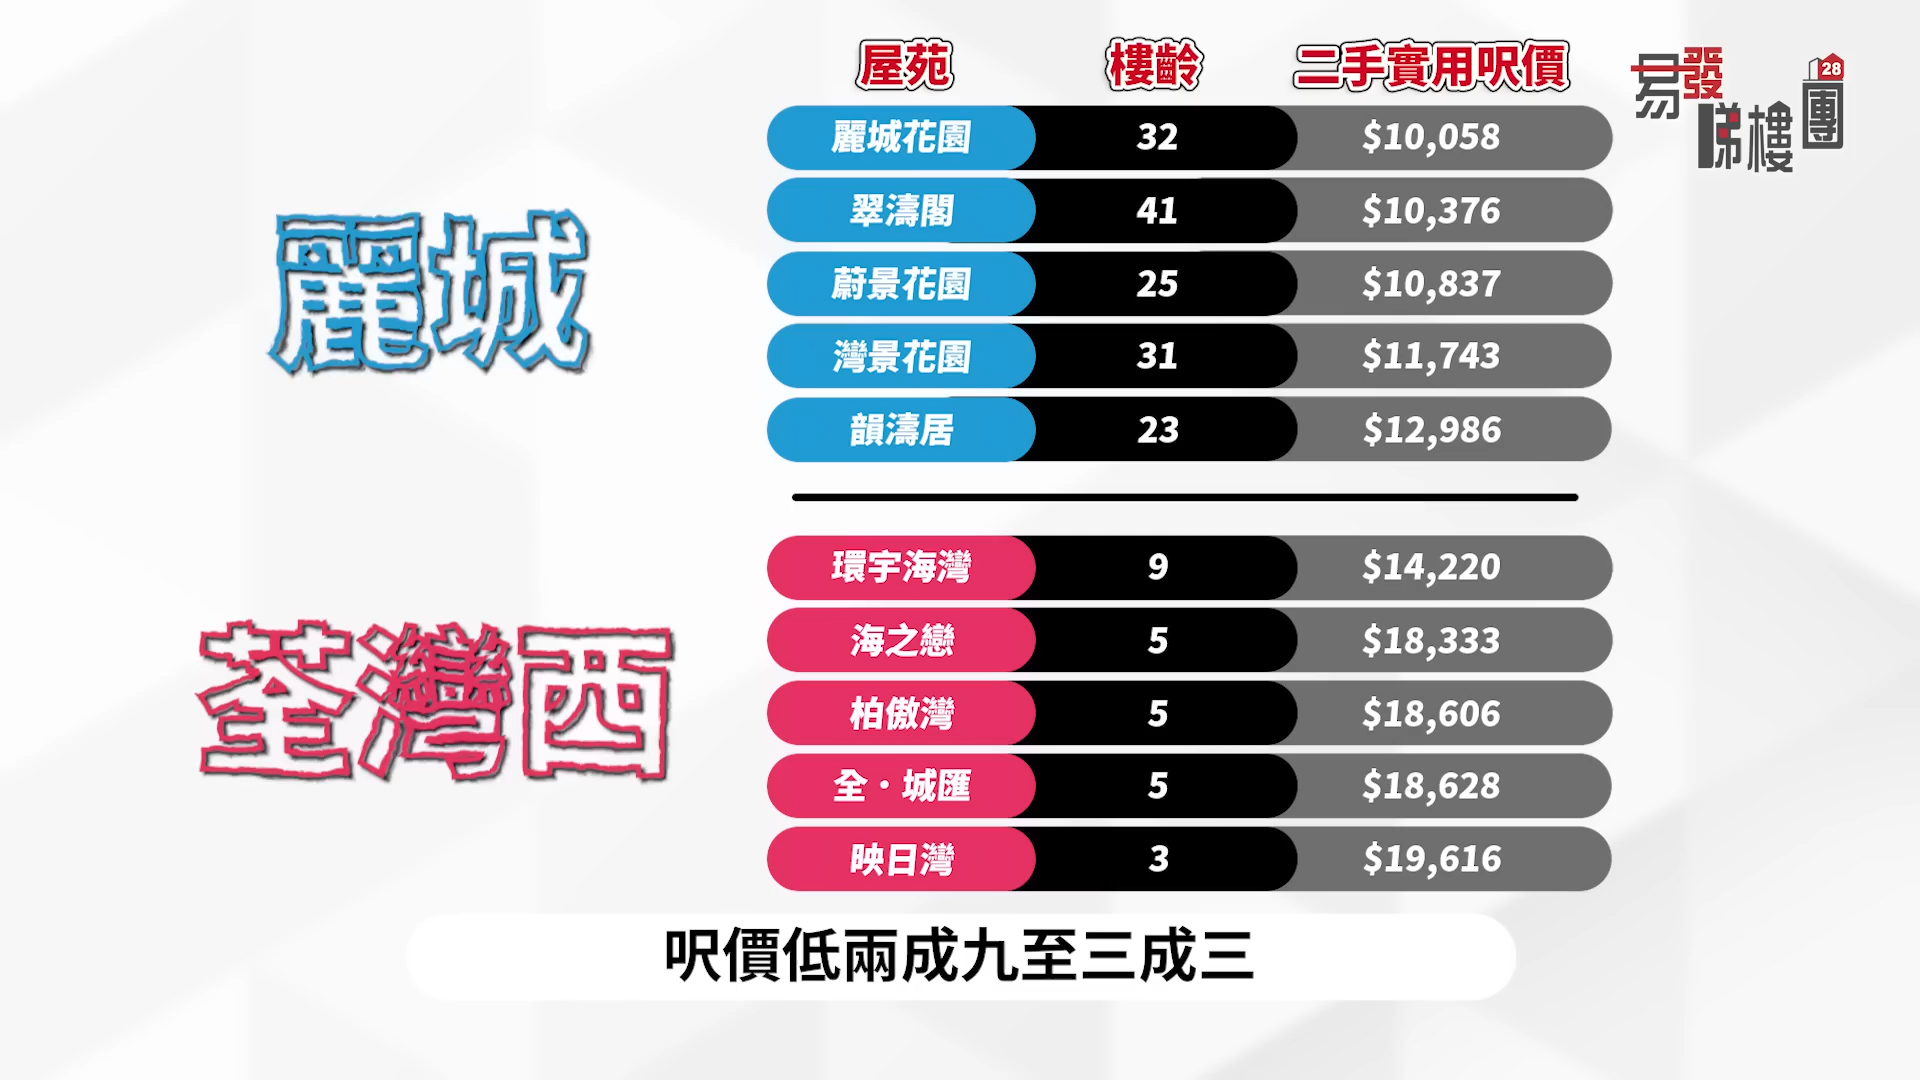 屋苑 樓齡 二手實用呎價
易發睇樓團 28
麗城
麗城花園 32 $10,058
翠濤閣 41 $10,376
蔚景花園 25 $10,837
灣景花園 31 $11,743
韻濤居 23 $12,986
荃灣西
環宇海灣 9 $14,220
海之戀 5 $18,333
柏傲灣 5 $18,606
全・城匯 5 $18,628
映日灣 3 $19,616
呎價低兩成九至三成三